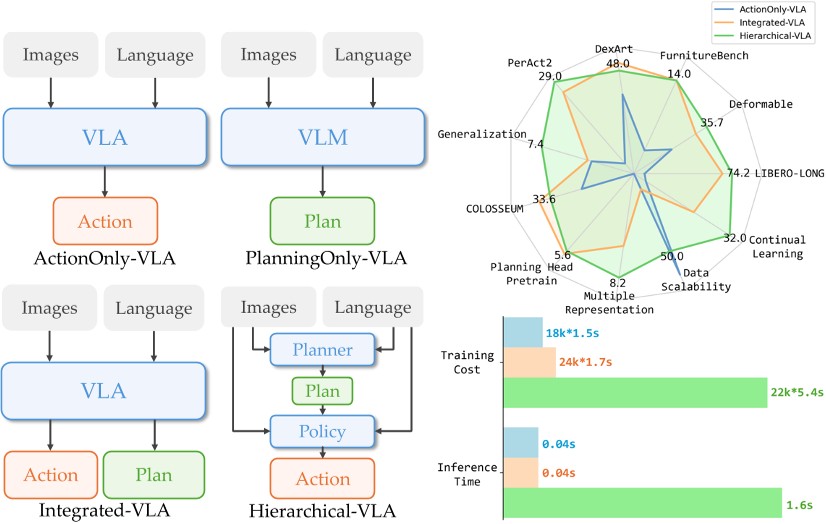 Images Language
VLA
Action
ActionOnly-VLA
Images Language
VLM
Plan
PlanningOnly-VLA
Images Language
VLA
Action Plan
Integrated-VLA
Images Language
Planner
Plan
Policy
Action
Hierarchical-VLA
ActionOnly-VLA
Integrated-VLA
Hierarchical-VLA
DexArt
48.0
FurnitureBench
14.0
Deformable
35.7
LIBERO-LONG
74.2
Continual
Learning
32.0
Data
Scalability
50.0
Multiple
Representation
8.2
Planning Head
Pretrain
5.6
COLOSSEUM
33.6
Generalization
7.4
PerAct2
29.0
Training
Cost
18k*1.5s
24k*1.7s
22k*5.4s
Inference
Time
0.04s
0.04s
1.6s